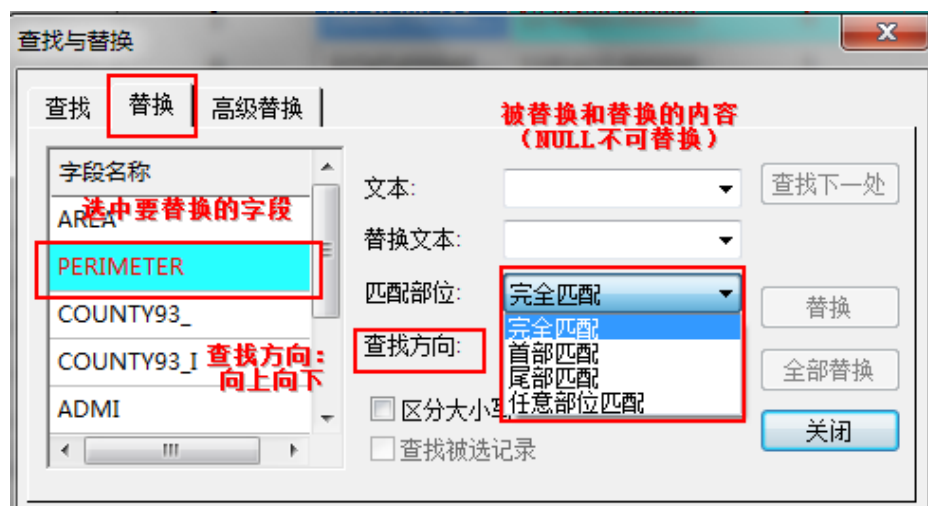 查找与替换
x
查找 替换 高级替换
被替换和替换的内容
（NULL不可替换）
字段名称
AREA
选中要替换的字段
PERIMETER
COUNTY93_
COUNTY93_I
查找方向：
向上向下
ADMI
文本:
查找下一处
替换文本:
匹配部位:
完全匹配
替换
查找方向:
完全匹配
首部匹配
尾部匹配
任意部位匹配
全部替换
区分大小写
关闭
查找被选记录